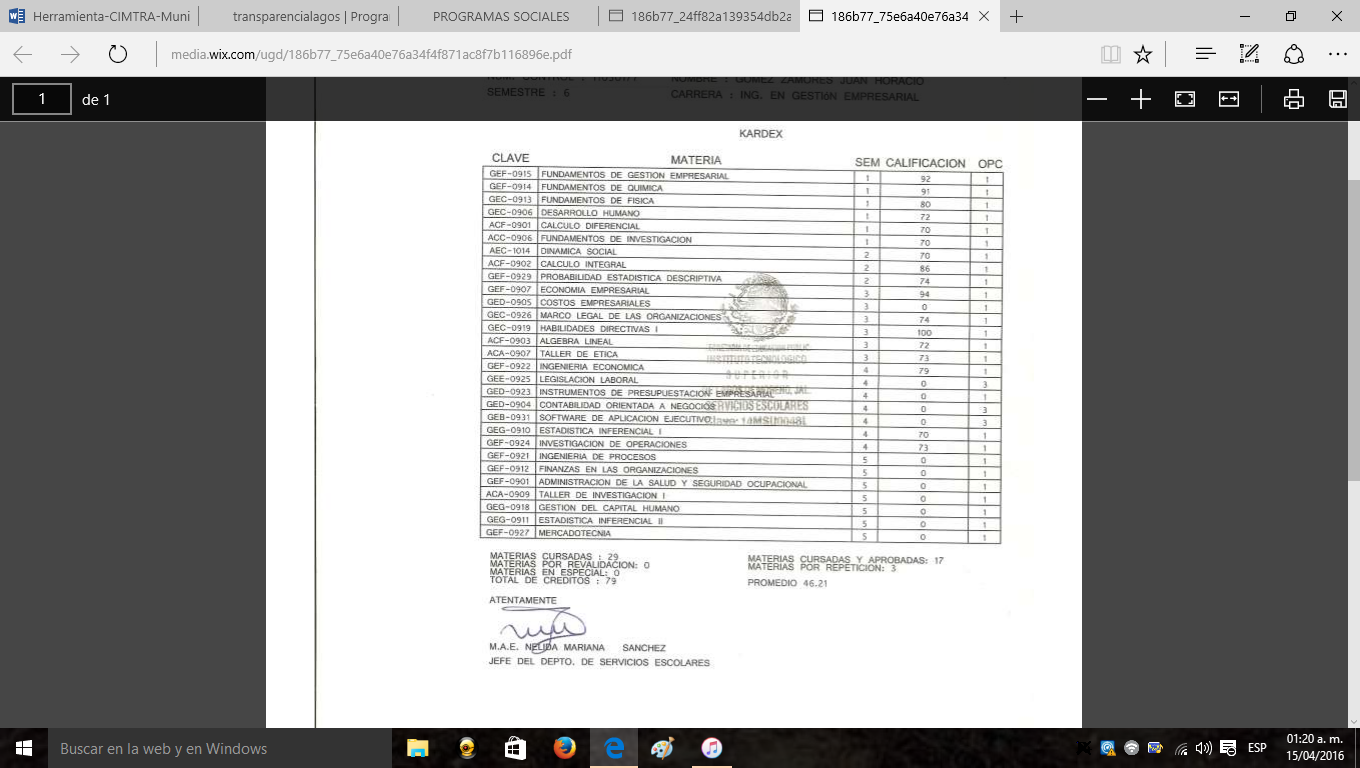 Herramienta-CIMTRA-Muni
transparencialagos | Progra
PROGRAMAS SOCIALES
186b77_24ff82a139354db2a
186b77_75e6a40e76a34
media.wix.com/ugd/186b77_75e6a40e76a34f4f871ac8f7b116896e.pdf
1 de 1
NOMBRE : GOMEZ ZAMORES JUAN HORACIO
SEMESTRE : 6 CARRERA : ING. EN GESTIÓN EMPRESARIAL
KARDEX
CLAVE MATERIA SEM CALIFICACION OPC
GEF-0915 FUNDAMENTOS DE GESTION EMPRESARIAL 1 92 1
GEF-0914 FUNDAMENTOS DE QUIMICA 1 91 1
GEC-0913 FUNDAMENTOS DE FISICA 1 80 1
GEC-0906 DESARROLLO HUMANO 1 72 1
ACF-0901 CALCULO DIFERENCIAL 1 70 1
ACC-0906 FUNDAMENTOS DE INVESTIGACION 1 70 1
AEC-1014 DINAMICA SOCIAL 2 70 1
ACF-0902 CALCULO INTEGRAL 2 86 1
GEF-0929 PROBABILIDAD ESTADISTICA DESCRIPTIVA 2 74 1
GEF-0907 ECONOMIA EMPRESARIAL 3 94 1
GED-0905 COSTOS EMPRESARIALES 3 0 1
GEC-0926 MARCO LEGAL DE LAS ORGANIZACIONES 3 74 1
GEC-0919 HABILIDADES DIRECTIVAS I 3 100 1
ACF-0903 ALGEBRA LINEAL 3 72 1
ACA-0907 TALLER DE ETICA 3 73 1
GEF-0922 INGENIERIA ECONOMICA 4 79 1
GEE-0925 LEGISLACION LABORAL 4 0 3
GED-0923 INSTRUMENTOS DE PRESUPUESTACION EMPRESARIAL 4 0 1
GED-0904 CONTABILIDAD ORIENTADA A NEGOCIOS 4 0 3
GEB-0931 SOFTWARE DE APLICACION EJECUTIVO 4 0 3
GEG-0910 ESTADISTICA INFERENCIAL I 4 70 1
GEF-0924 INVESTIGACION DE OPERACIONES 4 73 1
GEF-0921 INGENIERIA DE PROCESOS 5 0 1
GEF-0912 FINANZAS EN LAS ORGANIZACIONES 5 0 1
GEF-0901 ADMINISTRACION DE LA SALUD Y SEGURIDAD OCUPACIONAL 5 0 1
ACA-0909 TALLER DE INVESTIGACION I 5 0 1
GEG-0918 GESTION DEL CAPITAL HUMANO 5 0 1
GEG-0911 ESTADISTICA INFERENCIAL II 5 0 1
GEF-0927 MERCADOTECNIA 5 0 1
INSTITUTO TECNOLOGICO
SUPERIOR
DE LAGOS DE MORENO, JAL.
SERVICIOS ESCOLARES
MATERIAS CURSADAS : 29 MATERIAS CURSADAS Y APROBADAS: 17
MATERIAS POR REVALIDACION: 0 MATERIAS POR REPETICION: 3
MATERIAS EN ESPECIAL: 0
TOTAL DE CREDITOS : 79 PROMEDIO 46.21
ATENTAMENTE
M.A.E. NELIDA MARIANA SANCHEZ
JEFE DEL DEPTO. DE SERVICIOS ESCOLARES
Buscar en la web y en Windows
ESP
01:20 a. m.
15/04/2016